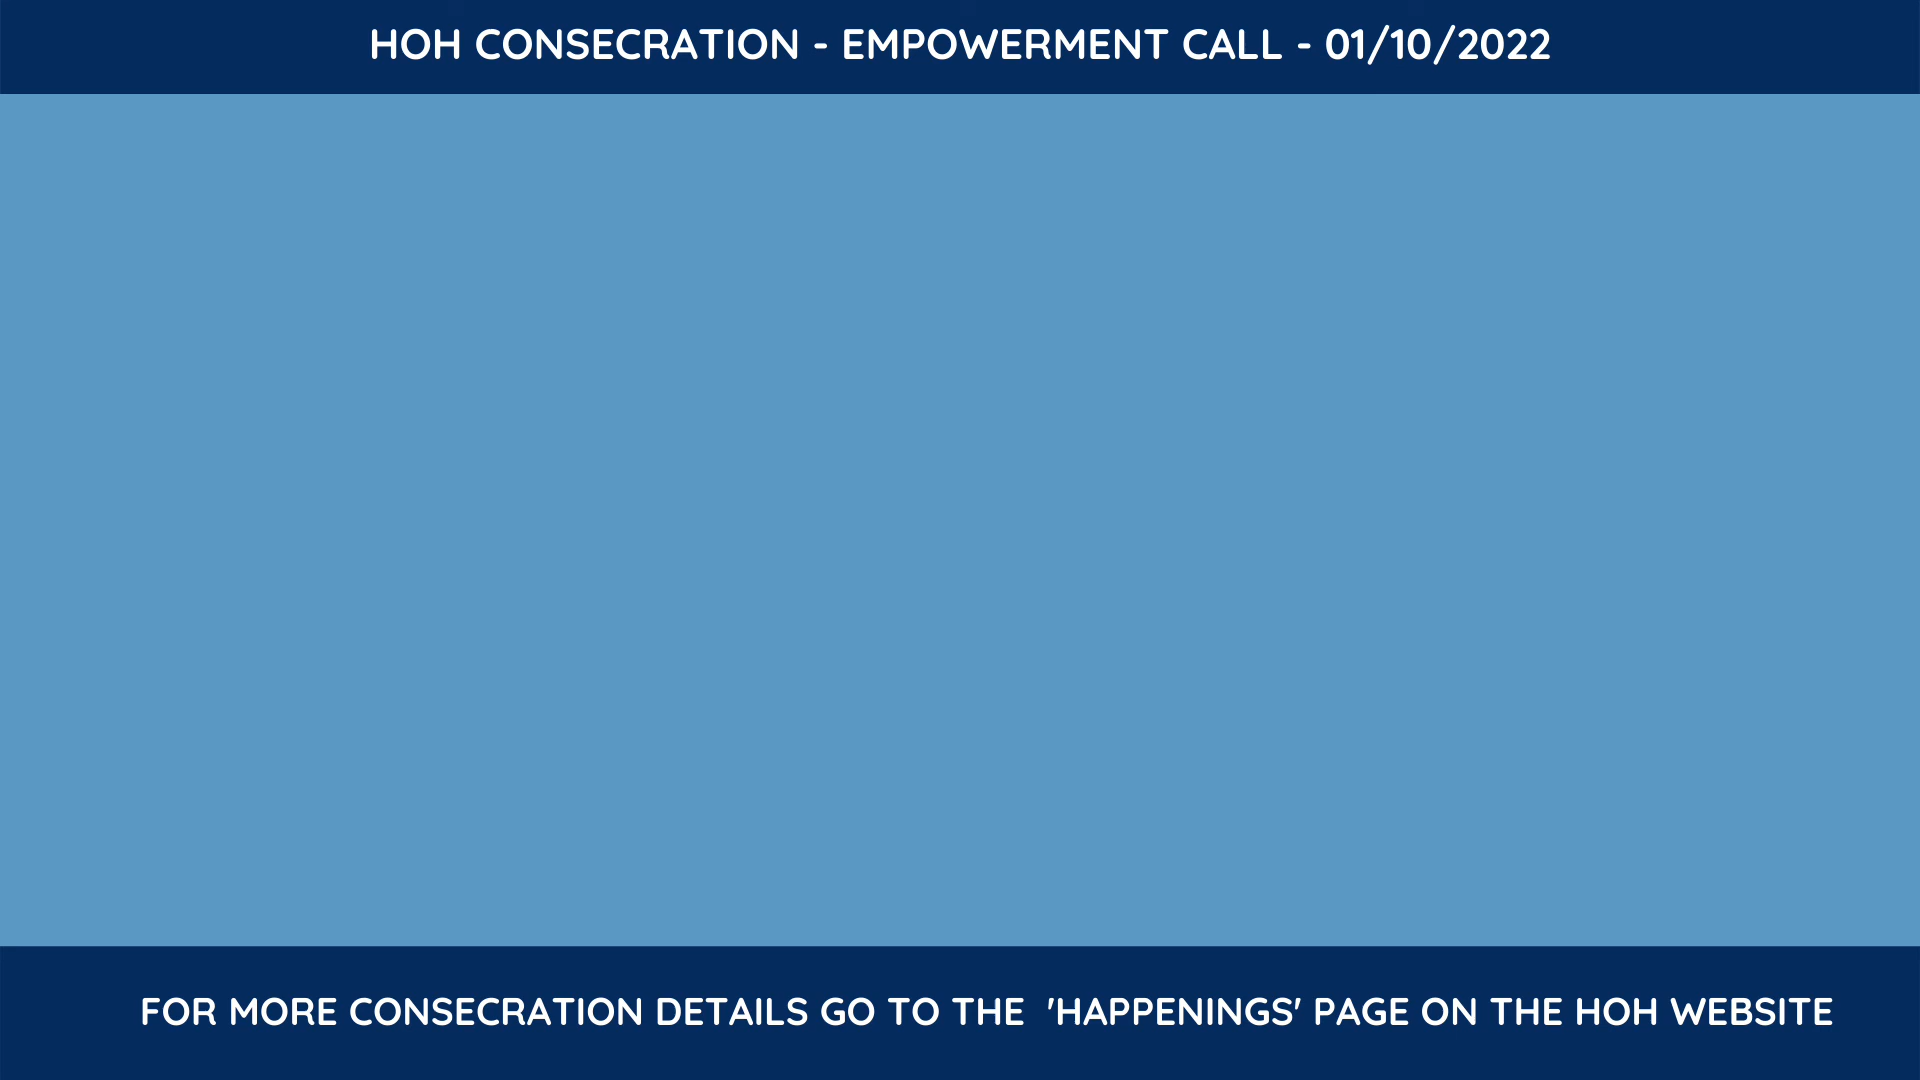 HOH CONSECRATION - EMPOWERMENT CALL - 01/10/2022
FOR MORE CONSECRATION DETAILS GO TO THE 'HAPPENINGS' PAGE ON THE HOH WEBSITE